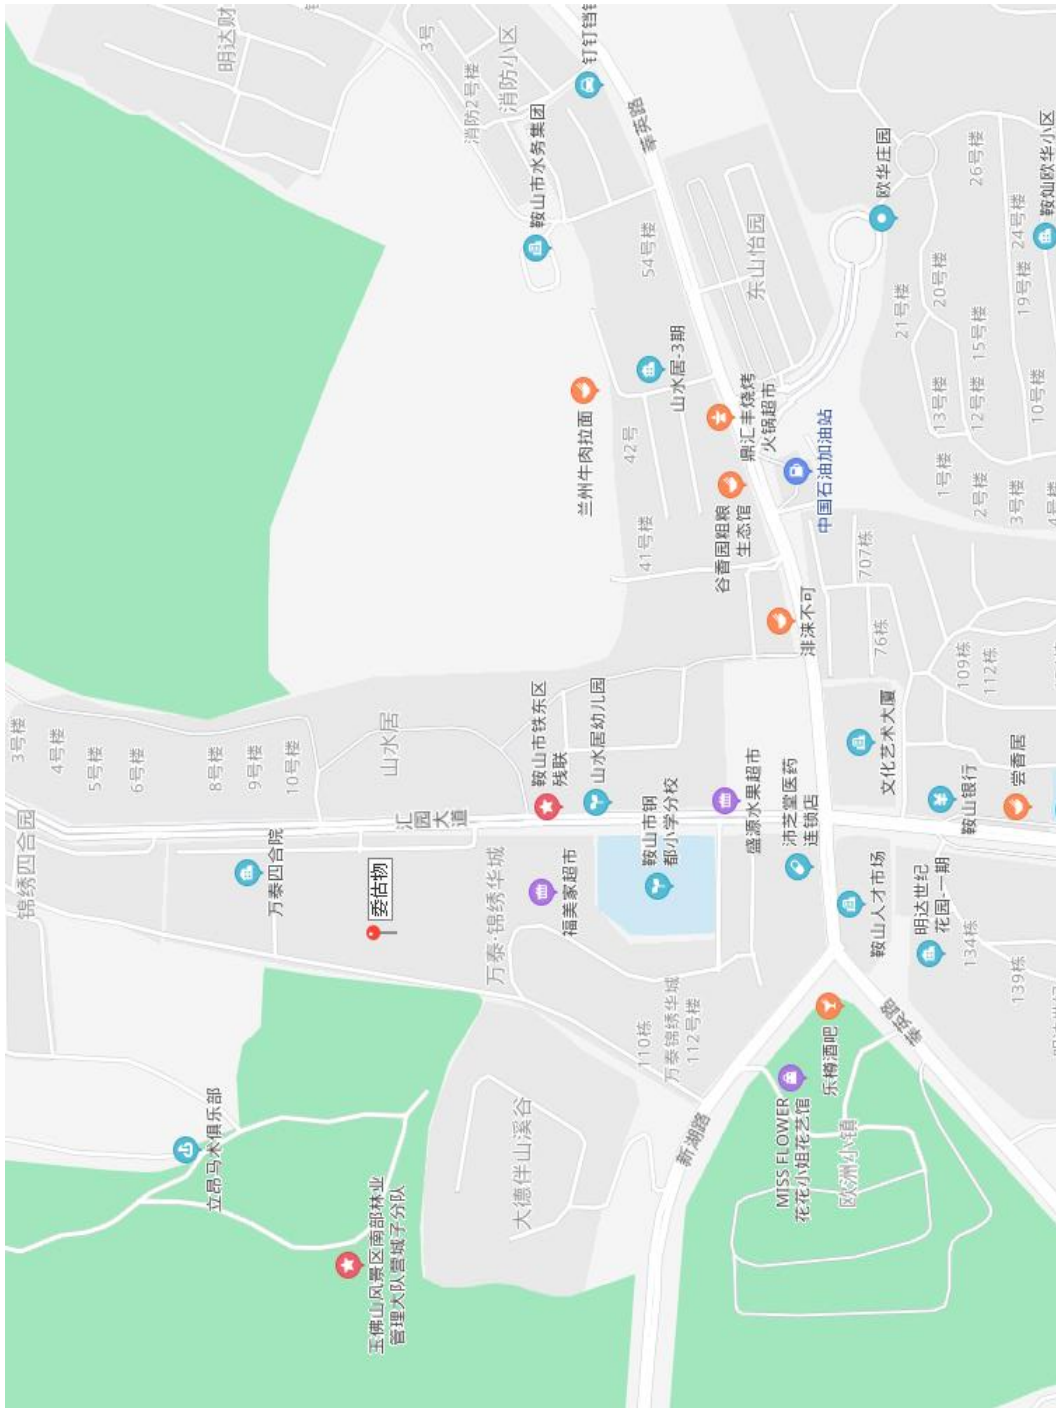 锦绣四合园
3号楼
4号楼
5号楼
6号楼
立昂马术俱乐部
8号楼
明达财
9号楼
万泰四合院
10号楼
玉佛山风景区南部林业
管理大队营城子分队
委估物
山水居
汇园大道
3号
消防2号楼
万泰·锦绣华城
消防小区
大德伴山溪谷
鞍山市铁东区
残联
鞍山市水务集团
福美家超市
兰州牛肉拉面
山水居幼儿园
钉钉铛铛
110栋
42号
41号楼
鞍山市钢
都小学分校
54号楼
莘英路
万泰锦绣华城
112号楼
山水居-3期
新湖路
谷香园粗粮
生态馆
盛源水果超市
鼎汇丰烧烤
火锅超市
东山怡园
MISS FLOWER
花花小姐花艺馆
沛芝堂医药
连锁店
渄涞不可
中国石油加油站
乐樽酒吧
欧洲小镇
707栋
76栋
鞍山人才市场
文化艺术大厦
欧华庄园
21号楼
莘英路
明达世纪
花园-一期
13号楼
20号楼
1号楼
134栋
109栋
鞍山银行
12号楼
15号楼
26号楼
2号楼
112栋
139栋
尝香居
3号楼
19号楼
24号楼
10号楼
鞍灿欧华小区
4号楼